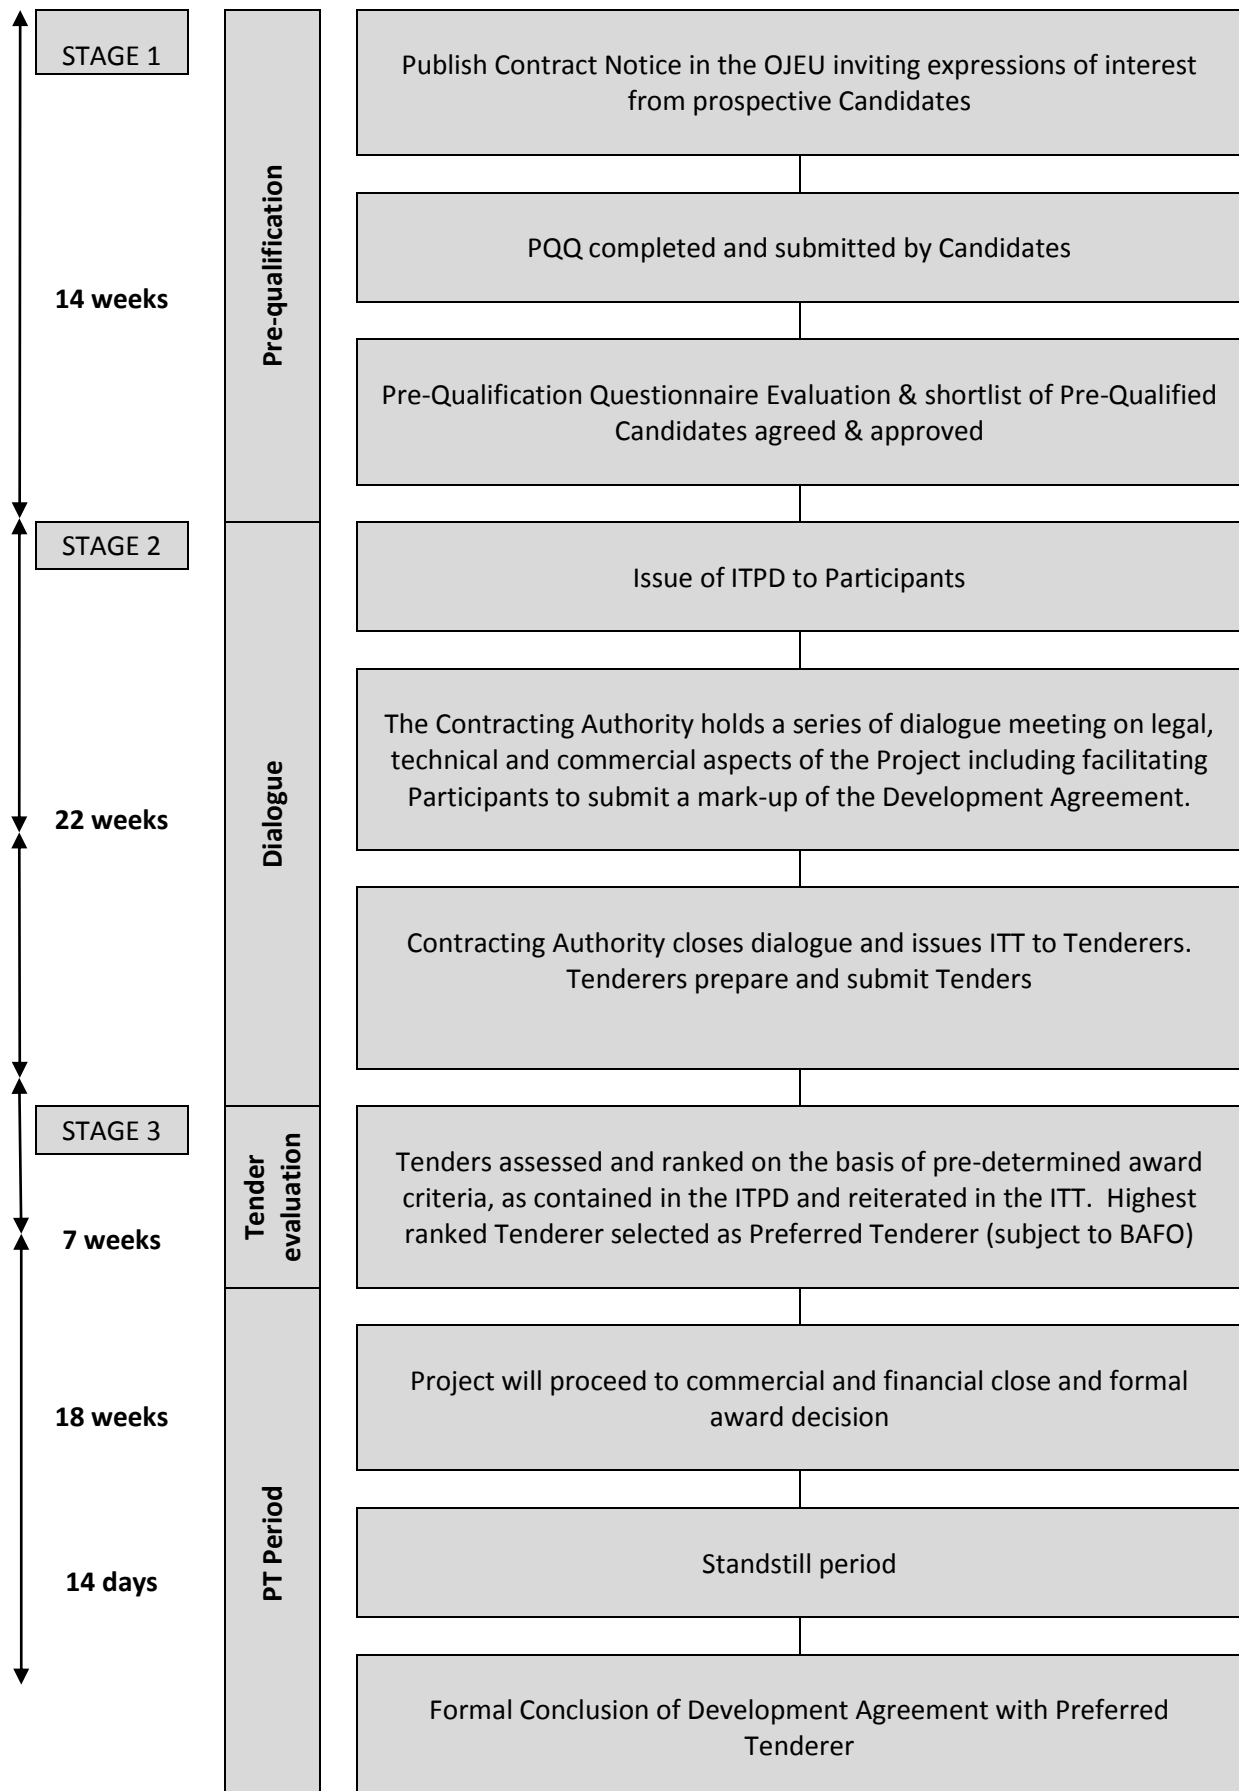 STAGE 1
Publish Contract Notice in the OJEU inviting expressions of interest
from prospective Candidates
Pre-qualification
PQQ completed and submitted by Candidates
14 weeks
Pre-Qualification Questionnaire Evaluation & shortlist of Pre-Qualified
Candidates agreed & approved
STAGE 2
Issue of ITPD to Participants
Dialogue
The Contracting Authority holds a series of dialogue meeting on legal,
technical and commercial aspects of the Project including facilitating
Participants to submit a mark-up of the Development Agreement.
22 weeks
Contracting Authority closes dialogue and issues ITT to Tenderers.
Tenderers prepare and submit Tenders
STAGE 3
Tender
evaluation
Tenders assessed and ranked on the basis of pre-determined award
criteria, as contained in the ITPD and reiterated in the ITT.  Highest
ranked Tenderer selected as Preferred Tenderer (subject to BAFO)
7 weeks
Project will proceed to commercial and financial close and formal
award decision
18 weeks
PT Period
Standstill period
14 days
Formal Conclusion of Development Agreement with Preferred
Tenderer